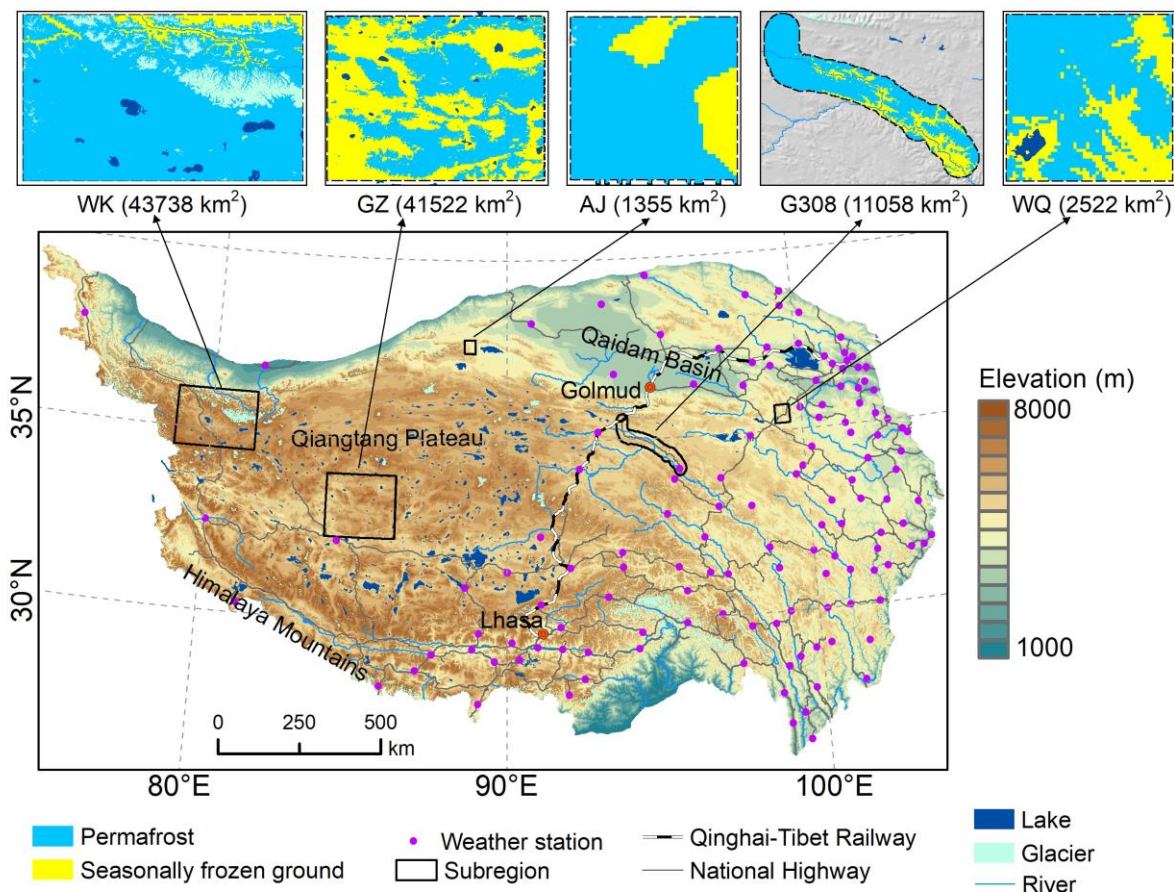 WK (43738 km²)
GZ (41522 km²)
AJ (1355 km²)
G308 (11058 km²)
WQ (2522 km²)
Qaidam Basin
Golmud
Qiangtang Plateau
Himalaya Mountains
Lhasa
35°N
30°N
0 250 500
km
80°E
90°E
100°E
Elevation (m)
8000
1000
Permafrost
Seasonally frozen ground
Weather station
Subregion
Qinghai-Tibet Railway
National Highway
Lake
Glacier
River